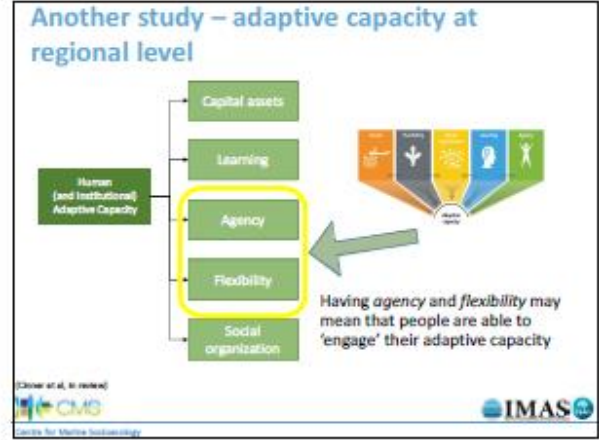 Another study – adaptive capacity at
regional level
Capital assets
Learning
Human
(and Institutional)
Adaptive Capacity
Agency
Flexibility
Social
organization
Having agency and flexibility may
mean that people are able to
'engage' their adaptive capacity
et al, in review)
CMS
Centre for Marine Socioecology
IMAS